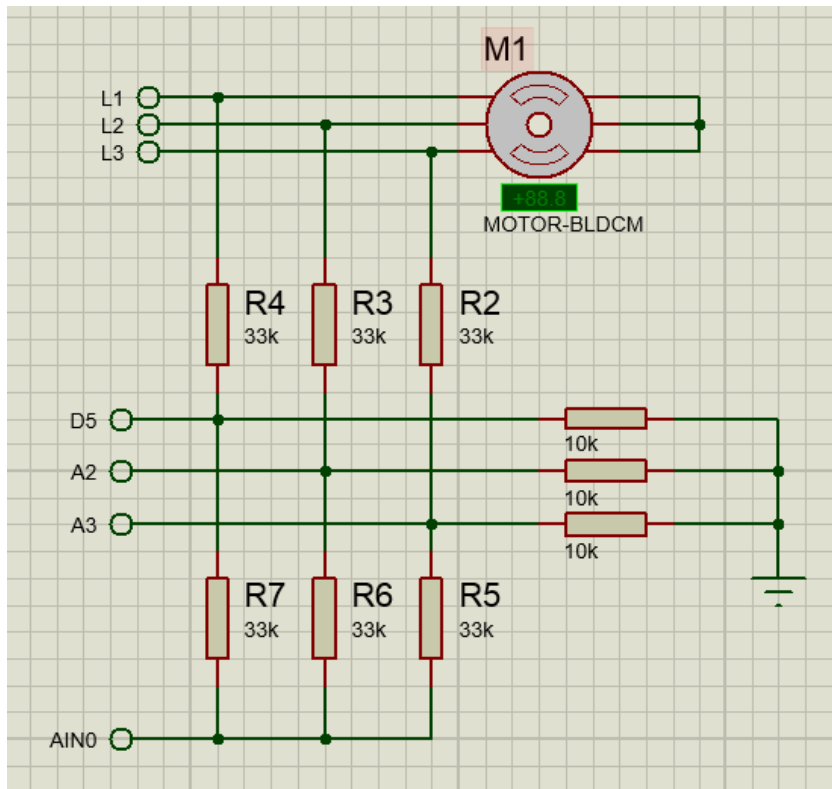 M1
L1
L2
L3
+88.8
MOTOR-BLDCM
R4
33k
R3
33k
R2
33k
D5
10k
A2
10k
A3
10k
R7
33k
R6
33k
R5
33k
AIN0